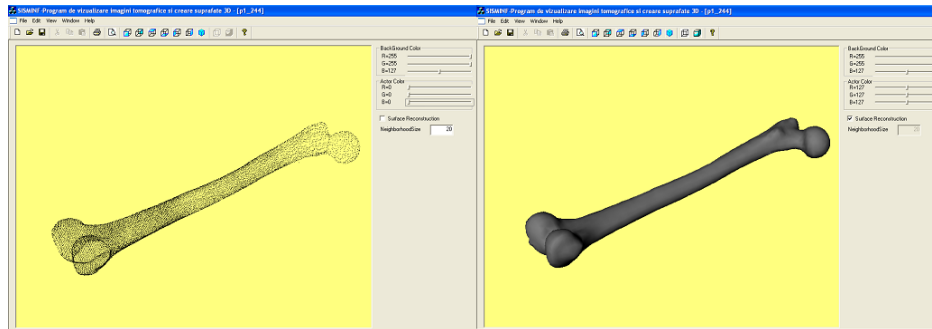 SISMINF -Program de vizualizare imagini tomografice si creare suprafate 3D - [p1_244]
File Edit View Window Help
BackGround Color
R=255
G=255
B=127
Actor Color
R=0
G=0
B=0
Surface Reconstruction
NeighborhoodSize 20
SISMINF -Program de vizualizare imagini tomografice si creare suprafate 3D - [p1_244]
File Edit View Window Help
BackGround Color
R=255
G=255
B=127
Actor Color
R=127
G=127
B=127
Surface Reconstruction
NeighborhoodSize 20